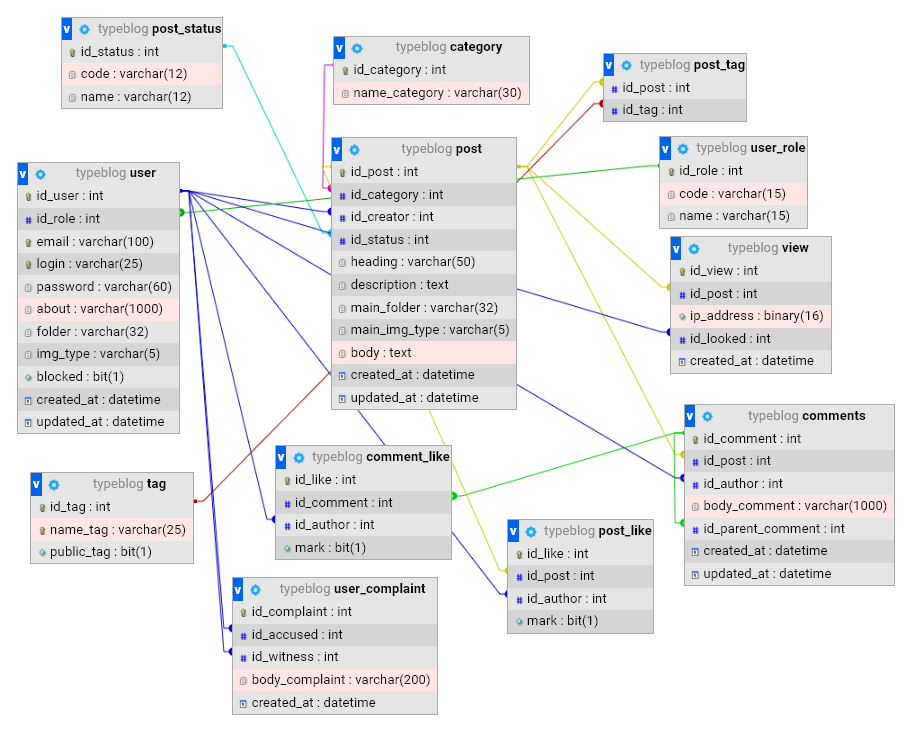 v typeblog post_status
id_status : int
code : varchar(12)
name : varchar(12)
v typeblog category
id_category : int
name_category : varchar(30)
v typeblog post_tag
id_post : int
id_tag : int
v typeblog user_role
id_role : int
code : varchar(15)
name : varchar(15)
v typeblog post
id_post : int
id_category : int
id_creator : int
id_status : int
heading : varchar(50)
description : text
main_folder : varchar(32)
main_img_type : varchar(5)
body : text
created_at : datetime
updated_at : datetime
v typeblog user
id_user : int
id_role : int
email : varchar(100)
login : varchar(25)
password : varchar(60)
about : varchar(1000)
folder : varchar(32)
img_type : varchar(5)
blocked : bit(1)
created_at : datetime
updated_at : datetime
v typeblog view
id_view : int
id_post : int
ip_address : binary(16)
id_looked : int
created_at : datetime
v typeblog comments
id_comment : int
id_post : int
id_author : int
body_comment : varchar(1000)
id_parent_comment : int
created_at : datetime
updated_at : datetime
v typeblog comment_like
id_like : int
id_comment : int
id_author : int
mark : bit(1)
v typeblog tag
id_tag : int
name_tag : varchar(25)
public_tag : bit(1)
v typeblog post_like
id_like : int
id_post : int
id_author : int
mark : bit(1)
v typeblog user_complaint
id_complaint : int
id_accused : int
id_witness : int
body_complaint : varchar(200)
created_at : datetime